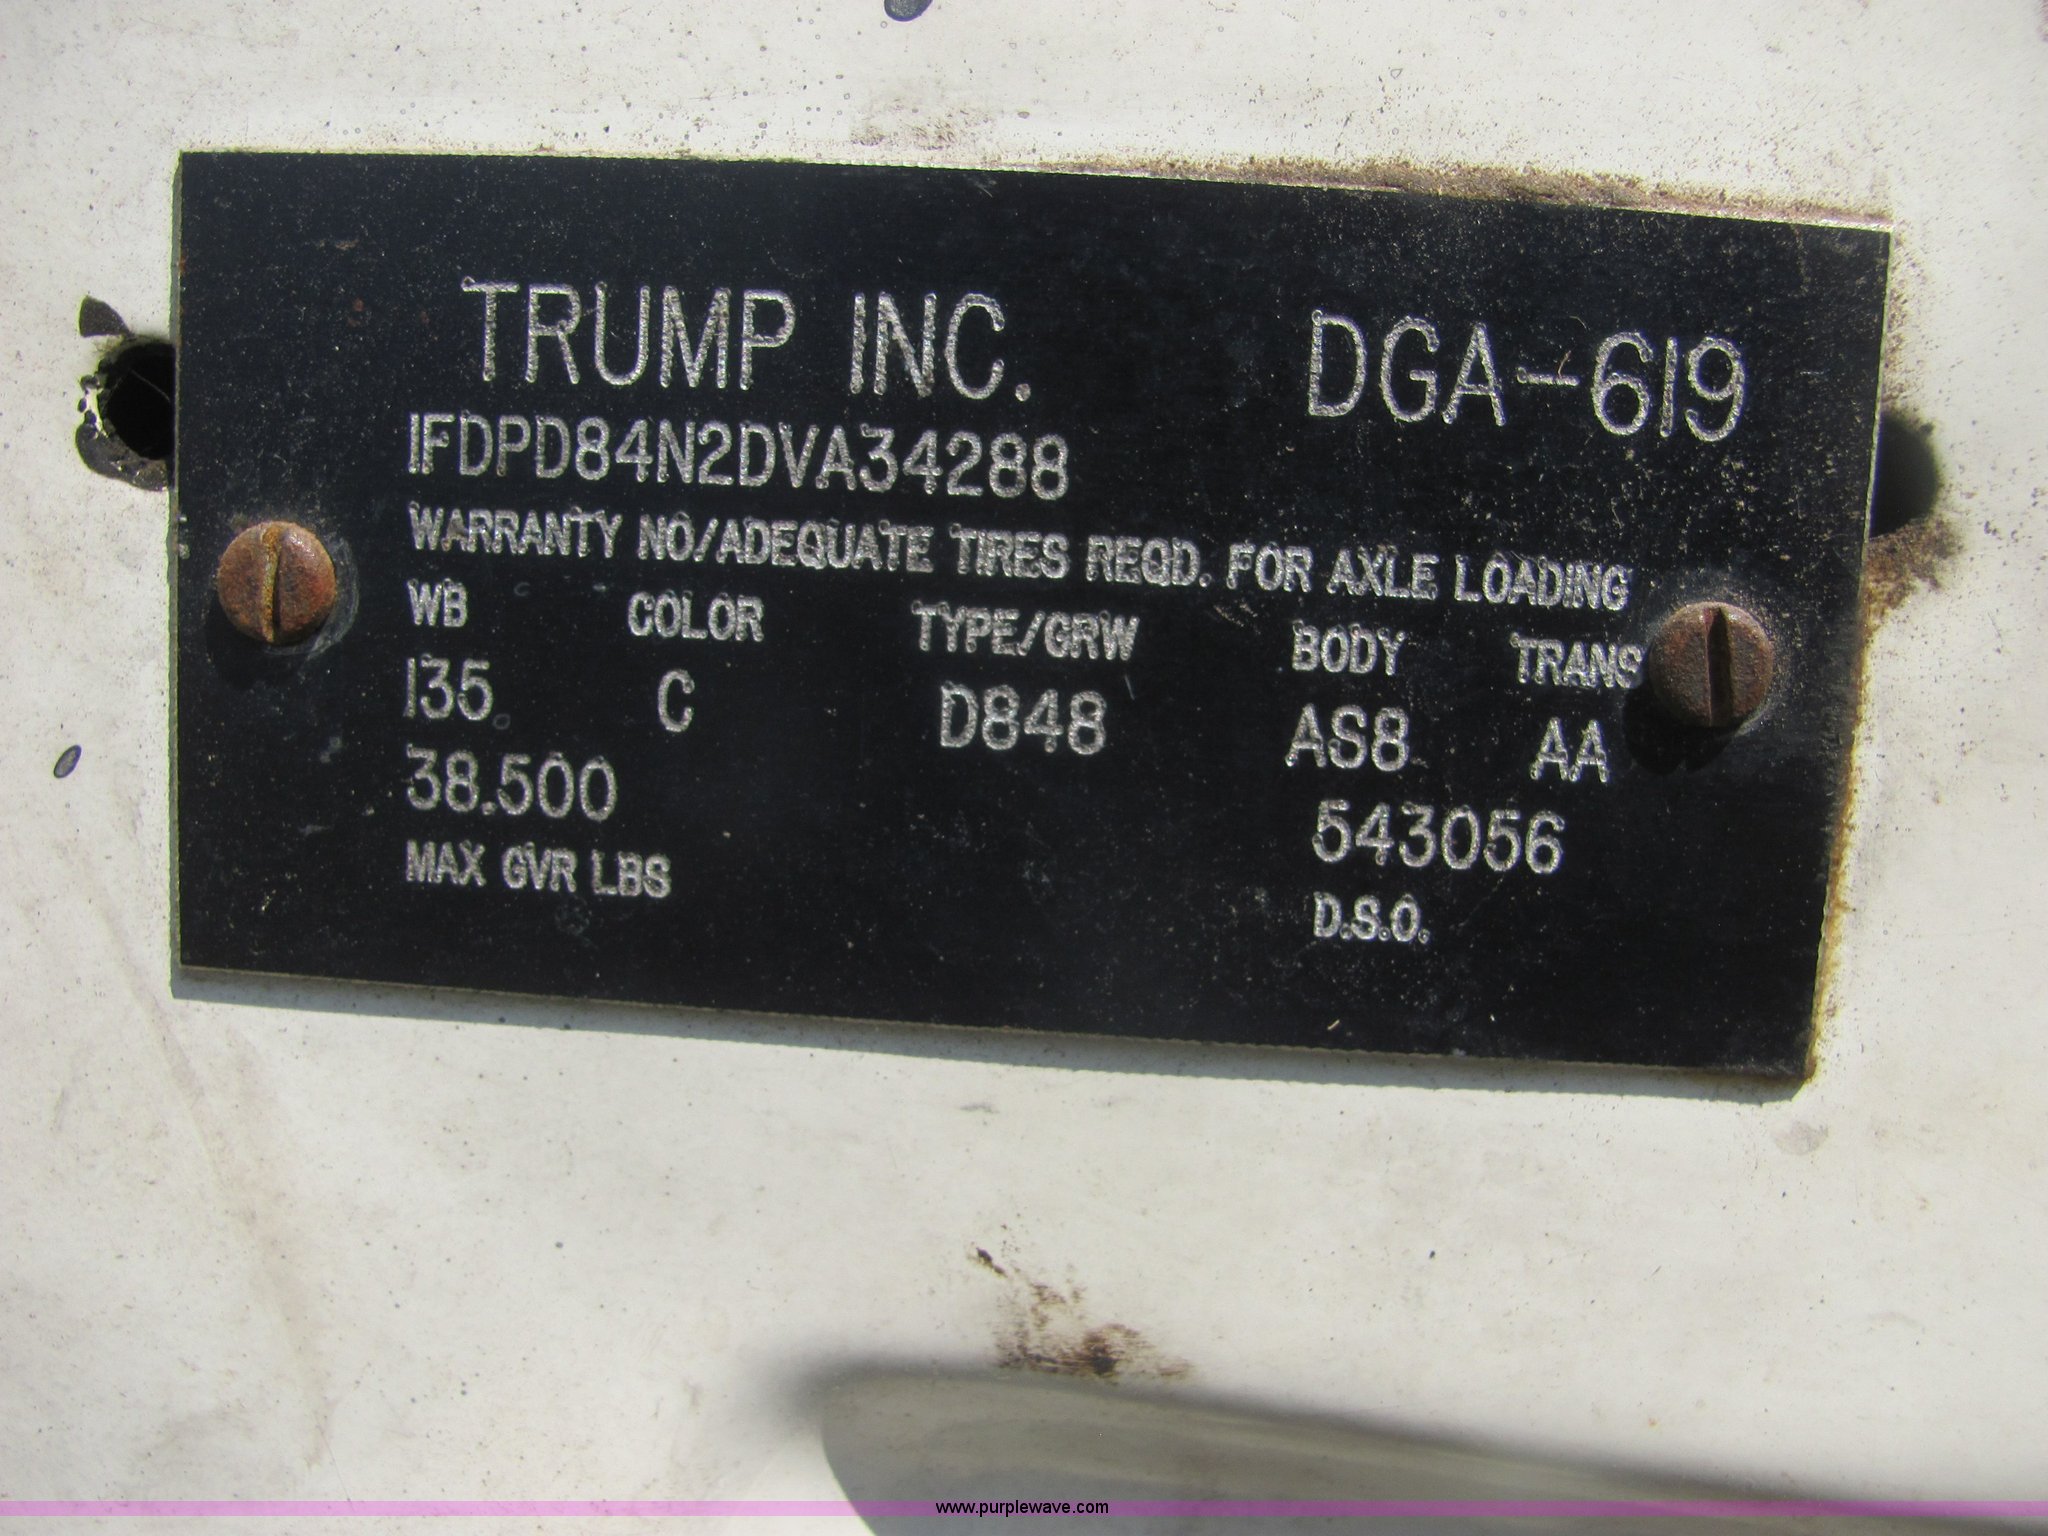 TRUMP INC. DGA-619
1FDPD84N2DVA34288
WARRANTY NO/ADEQUATE TIRES REQD. FOR AXLE LOADING
WB COLOR TYPE/GRW BODY TRANS
135 C D848 AS8 AA
38.500 543056
MAX GVR LBS D.S.O.
www.purplewave.com